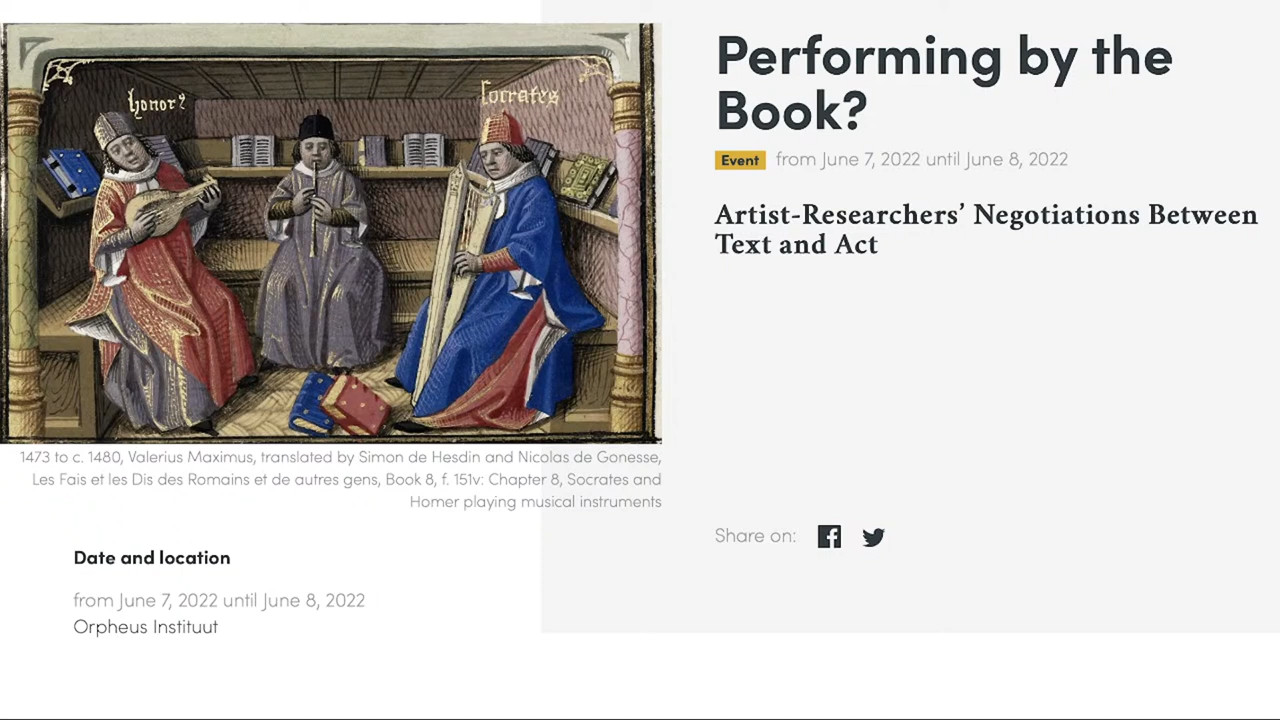 honor?
Socrates
1473 to c. 1480, Valerius Maximus, translated by Simon de Hesdin and Nicolas de Gonesse,
Les Fais et les Dis des Romains et de autres gens, Book 8, f. 151v: Chapter 8, Socrates and
Homer playing musical instruments
Date and location
from June 7, 2022 until June 8, 2022
Orpheus Instituut
Performing by the
Book?
Event from June 7, 2022 until June 8, 2022
Artist-Researchers’ Negotiations Between
Text and Act
Share on: